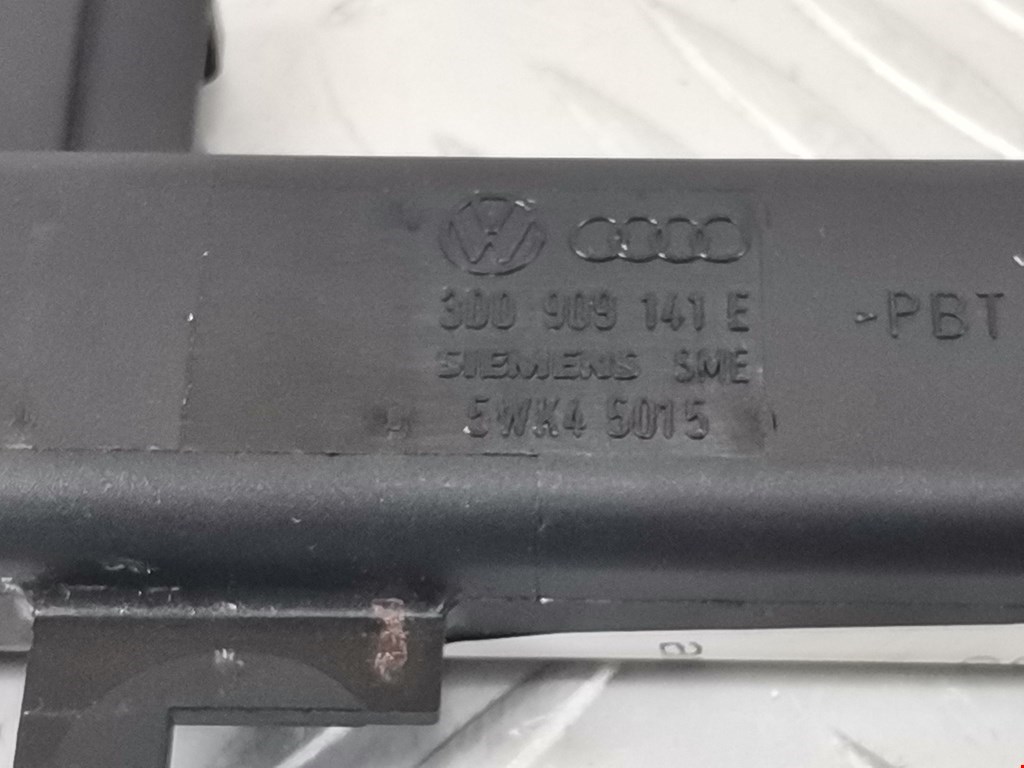 3D0 909 141 E
SIEMENS SME
5WK4 5015
-PBT